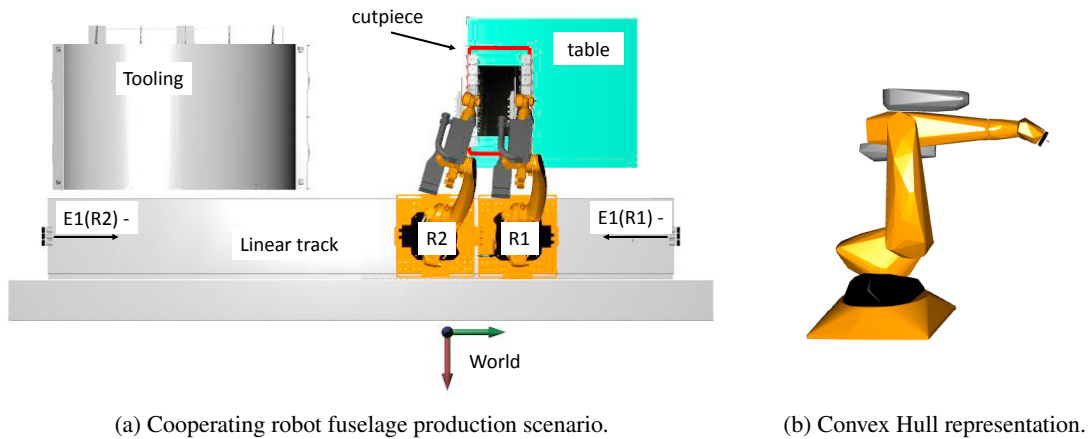 cutpiece
Tooling
table
E1(R2) -
E1(R1) -
Linear track
R2
R1
World
(a) Cooperating robot fuselage production scenario.
(b) Convex Hull representation.